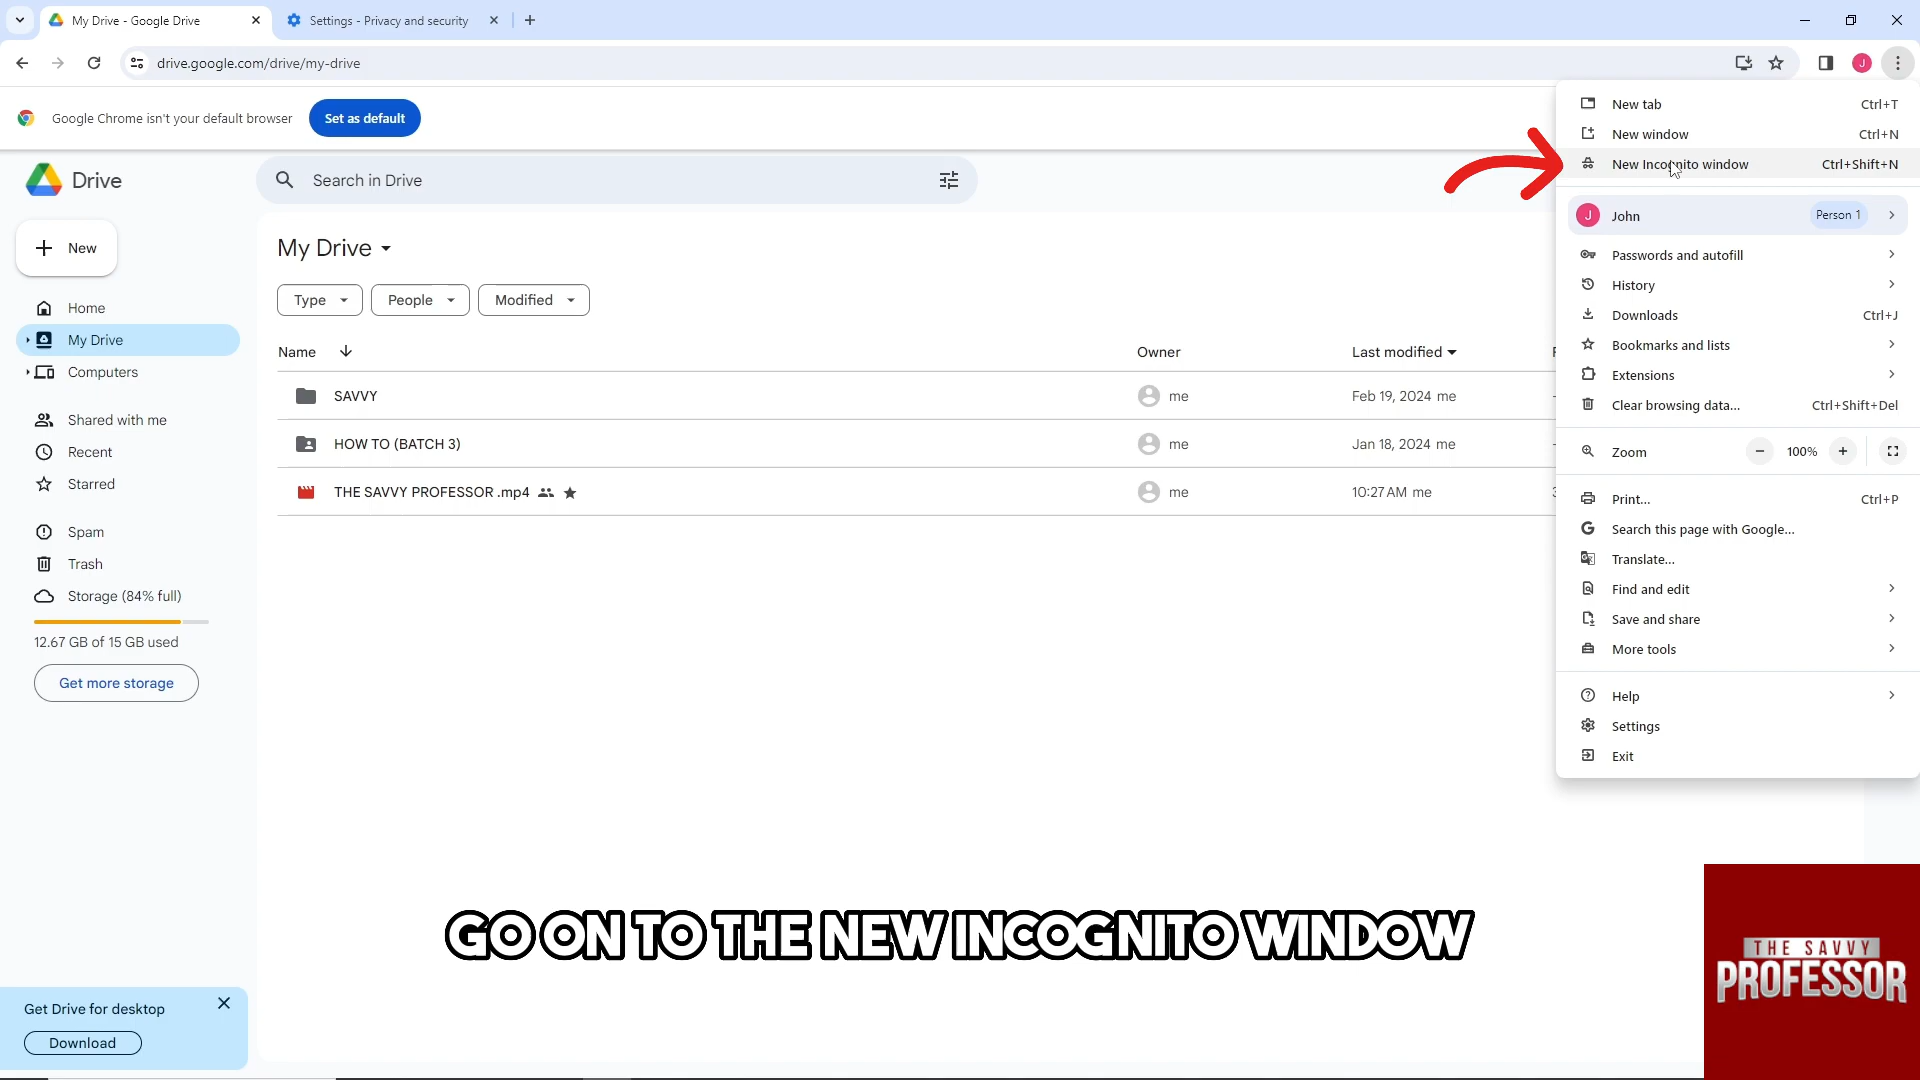 My Drive - Google Drive
Settings - Privacy and security
drive.google.com/drive/my-drive
J
Google Chrome isn't your default browser
Set as default
Drive
Search in Drive
New
Home
My Drive
Computers
Shared with me
Recent
Starred
Spam
Trash
Storage (84% full)
12.67 GB of 15 GB used
Get more storage
Get Drive for desktop
Download
My Drive
Type
People
Modified
Name
Owner
Last modified
SAVVY
me
Feb 19, 2024 me
HOW TO (BATCH 3)
me
Jan 18, 2024 me
THE SAVVY PROFESSOR .mp4
me
10:27 AM me
New tab Ctrl+T
New window Ctrl+N
New Incognito window Ctrl+Shift+N
J John Person 1
Passwords and autofill
History
Downloads Ctrl+J
Bookmarks and lists
Extensions
Clear browsing data... Ctrl+Shift+Del
Zoom 100%
Print... Ctrl+P
Search this page with Google...
Translate...
Find and edit
Save and share
More tools
Help
Settings
Exit
GO ON TO THE NEW INCOGNITO WINDOW
THE SAVVY
PROFESSOR